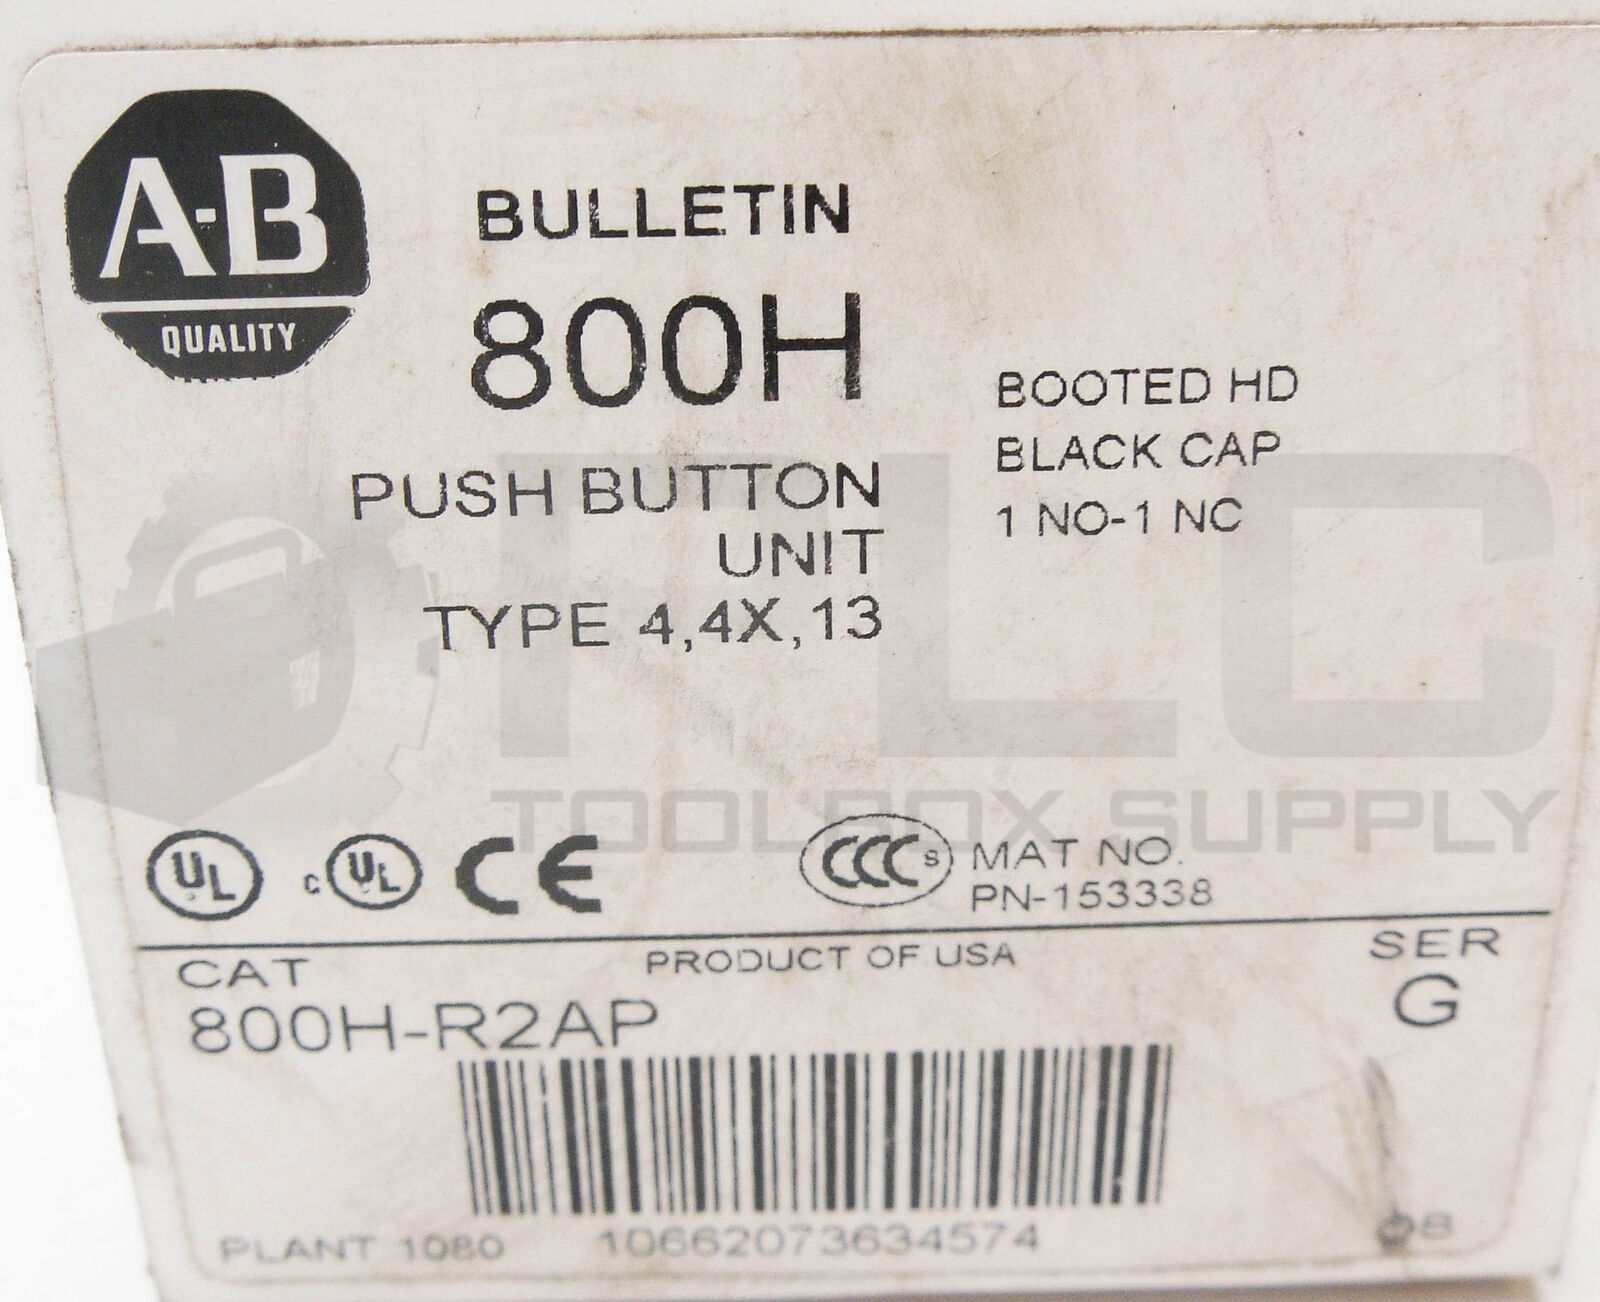 A-B
QUALITY
BULLETIN
800H
PUSH BUTTON
UNIT
TYPE 4,4X,13
BOOTED HD
BLACK CAP
1 NO-1 NC
PLC
TOOLBOX SUPPLY
UL
c UL CE
CCC S
MAT NO.
PN-153338
CAT
PRODUCT OF USA
SER
800H-R2AP
G
PLANT 1080
10662073634574